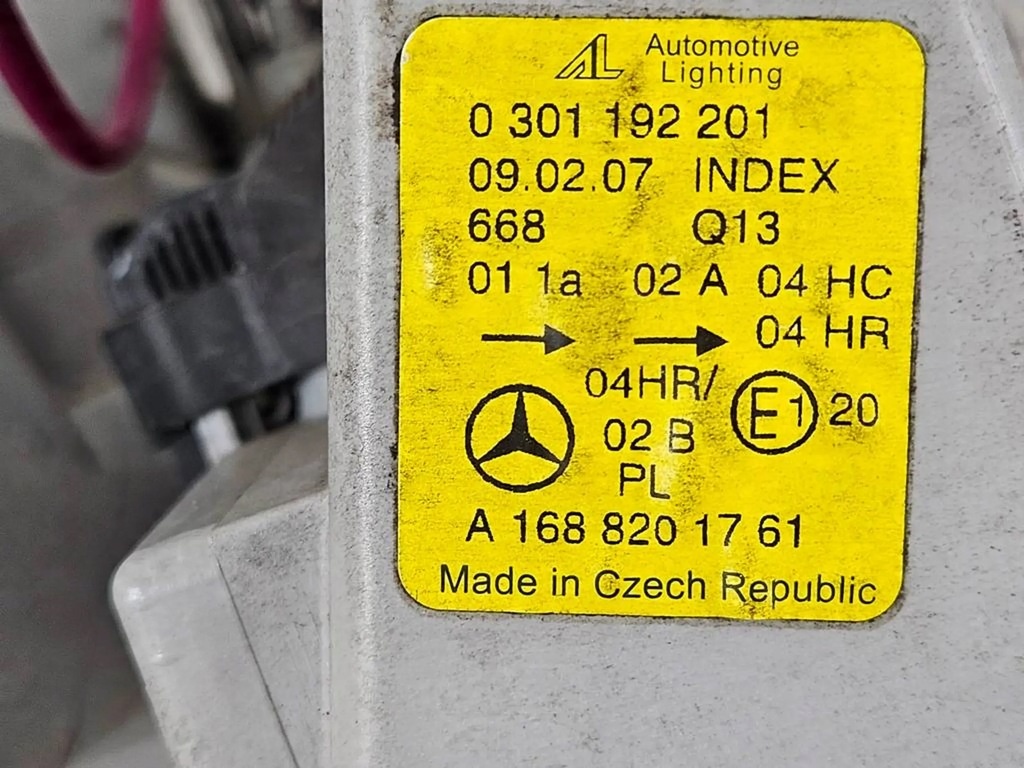 AL Automotive
Lighting
0 301 192 201
09.02.07 INDEX
668 Q13
01 1a 02 A 04 HC
→ → 04 HR
04HR/ E1 20
02 B
PL
A 168 820 17 61
Made in Czech Republic